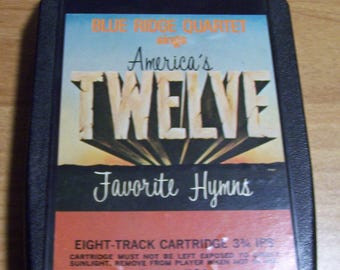 BLUE RIDGE QUARTET
SINGS
America's
TWELVE
Favorite Hymns
EIGHT-TRACK CARTRIDGE 3¾ IPS
CARTRIDGE MUST NOT BE LEFT EXPOSED TO
SUNLIGHT, REMOVE FROM PLAYER WHEN NOT